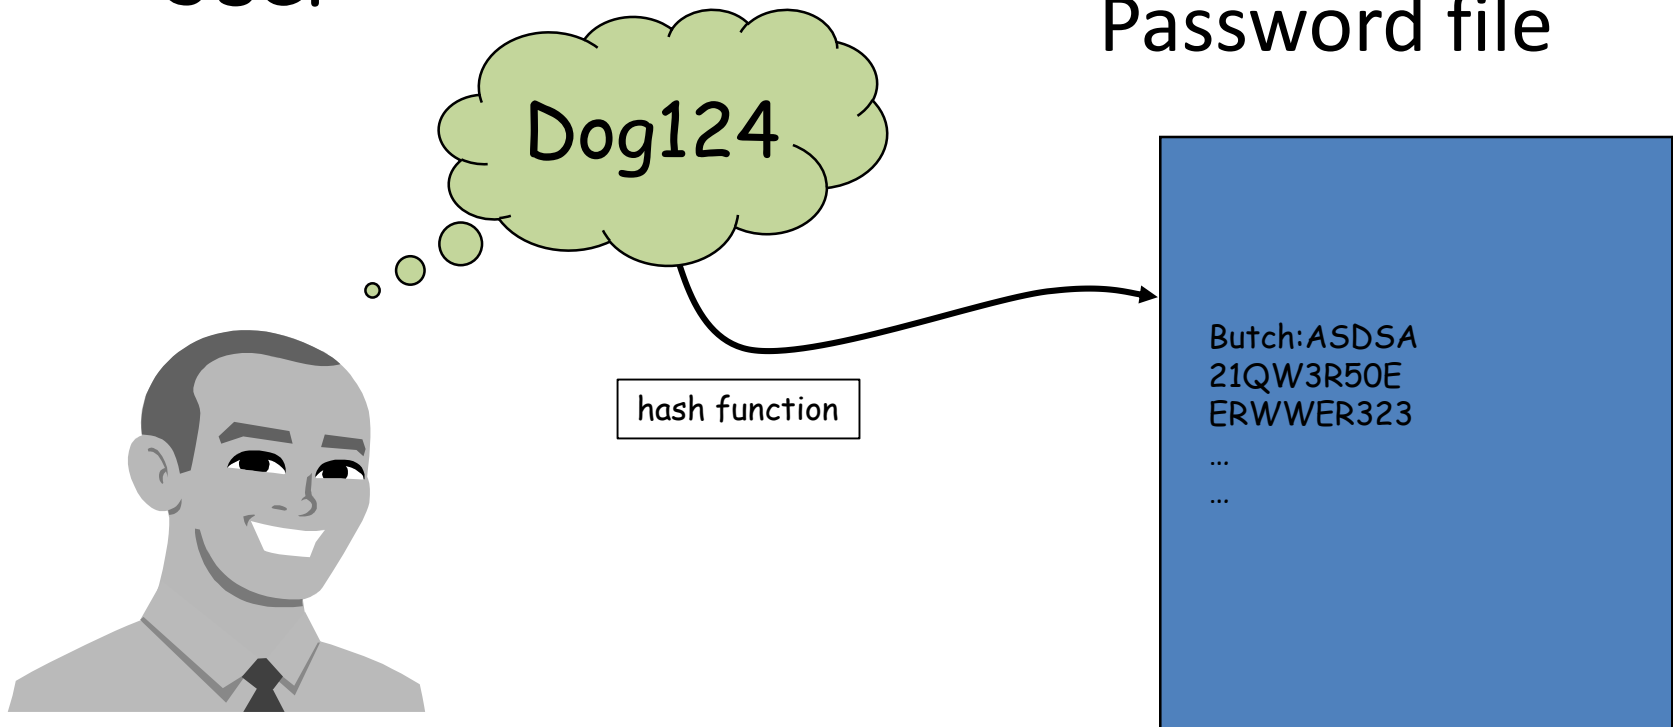 Password file
Dog124
hash function
Butch:ASDSA
21QW3R50E
ERWWER323
...
...